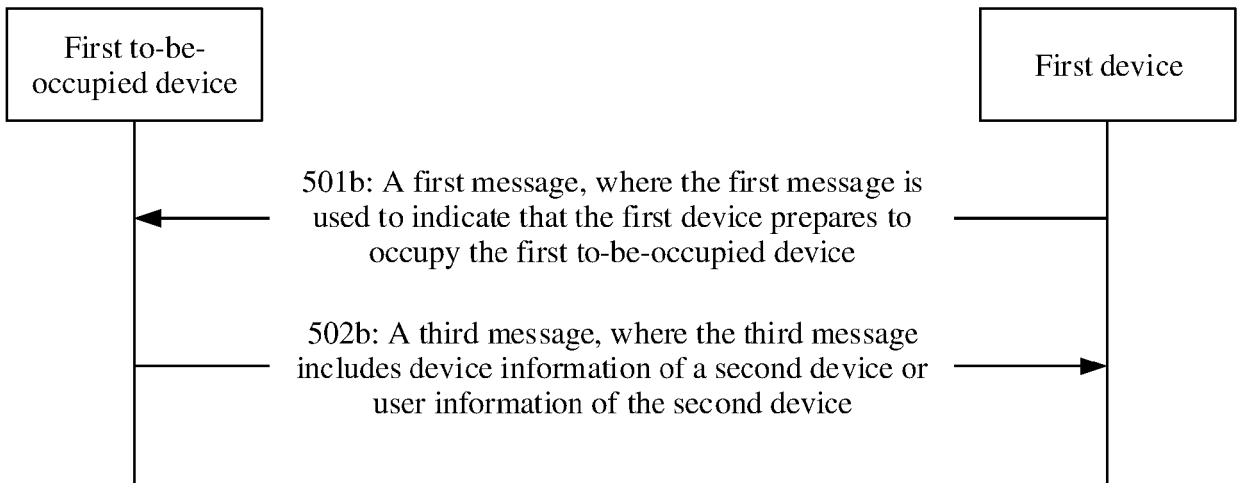 First to-be-
occupied device
First device
501b: A first message, where the first message is
used to indicate that the first device prepares to
occupy the first to-be-occupied device
502b: A third message, where the third message
includes device information of a second device or
user information of the second device